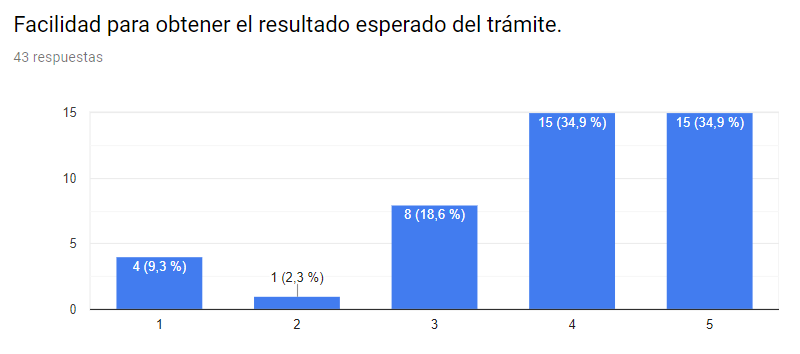 Facilidad para obtener el resultado esperado del trámite.
43 respuestas
15
10
5
0
4 (9,3 %)
1 (2,3 %)
8 (18,6 %)
15 (34,9 %)
15 (34,9 %)
1 2 3 4 5